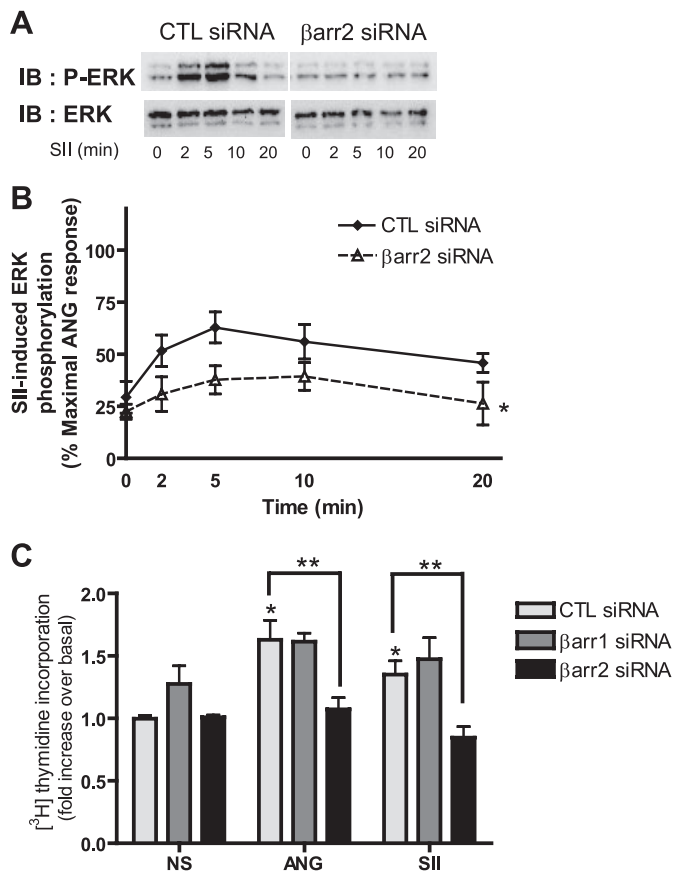 A
CTL siRNA βarr2 siRNA
IB : P-ERK
IB : ERK
SII (min) 0 2 5 10 20 0 2 5 10 20
B
SII-induced ERK
phosphorylation
(% Maximal ANG response)
100
75
50
25
0
0 2 5 10 20
Time (min)
CTL siRNA
βarr2 siRNA
*
C
[³H] thymidine incorporation
(fold increase over basal)
2.0
1.5
1.0
0.5
0.0
** **
* *
NS ANG SII
CTL siRNA
βarr1 siRNA
βarr2 siRNA